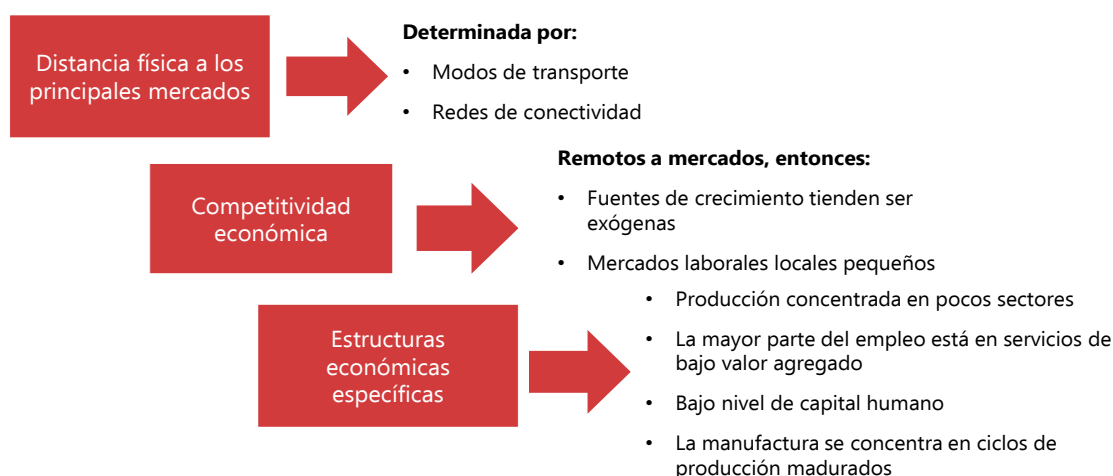 Distancia física a los
principales mercados
Determinada por:
• Modos de transporte
• Redes de conectividad
Competitividad
económica
Remotos a mercados, entonces:
• Fuentes de crecimiento tienden ser
exógenas
• Mercados laborales locales pequeños
Estructuras
económicas
específicas
• Producción concentrada en pocos sectores
• La mayor parte del empleo está en servicios de
bajo valor agregado
• Bajo nivel de capital humano
• La manufactura se concentra en ciclos de
producción madurados